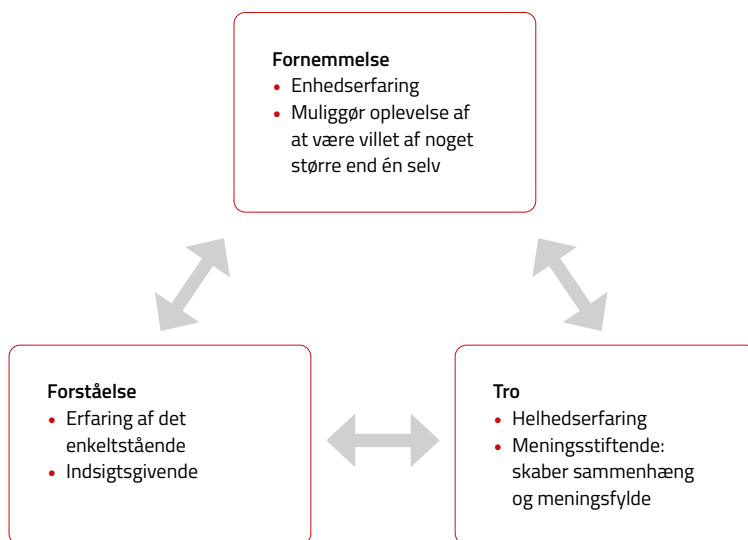 Fornemmelse
• Enhedserfaring
• Muliggør oplevelse af
at være villet af noget
større end én selv
Forståelse
• Erfaring af det
enkeltstående
• Indsigtsgivende
Tro
• Helhedserfaring
• Meningsstiftende:
skaber sammenhæng
og meningsfylde